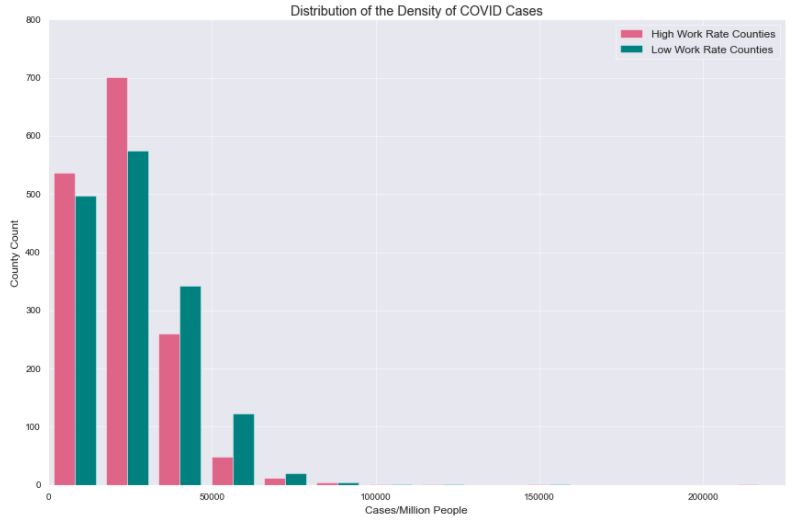 Distribution of the Density of COVID Cases
High Work Rate Counties
Low Work Rate Counties
800
700
600
500
400
300
200
100
0
County Count
0 50000 100000 150000 200000
Cases/Million People